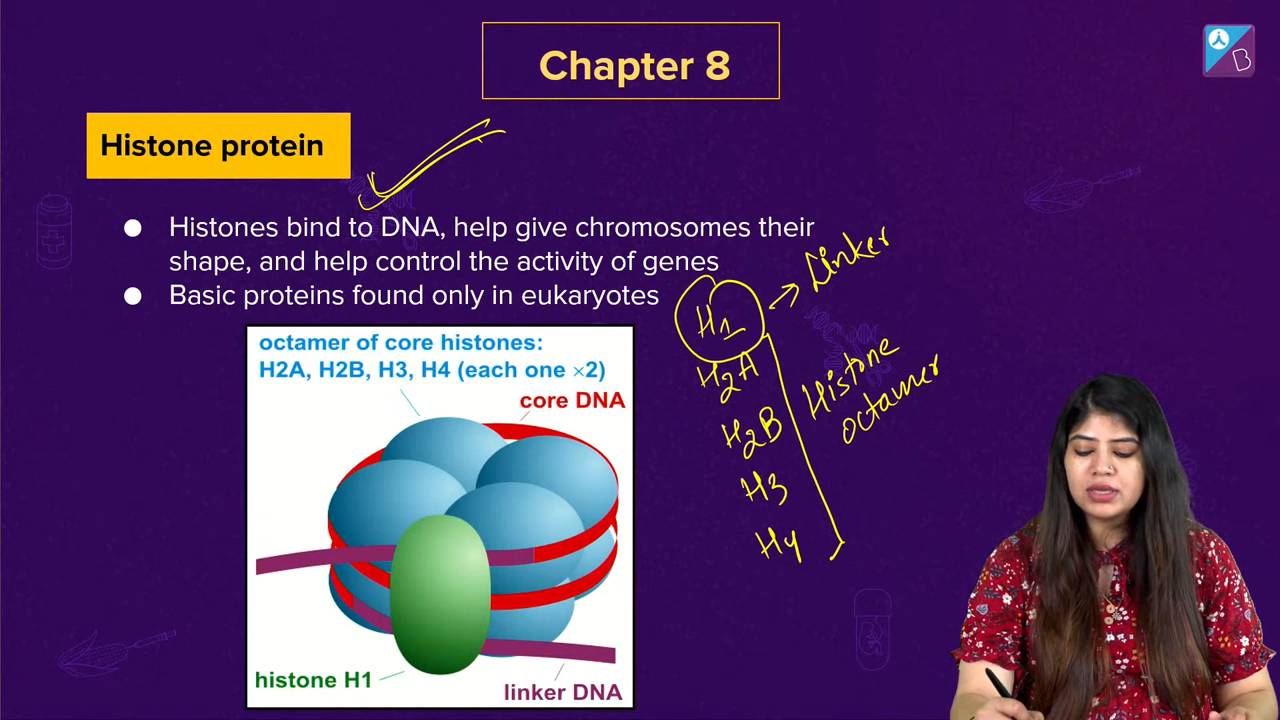 Chapter 8
Histone protein
● Histones bind to DNA, help give chromosomes their
shape, and help control the activity of genes
● Basic proteins found only in eukaryotes
octamer of core histones:
H2A, H2B, H3, H4 (each one ×2)
core DNA
histone H1
linker DNA
H1 → Linker
H2A
H2B
H3
H4
Histone
octamer
B